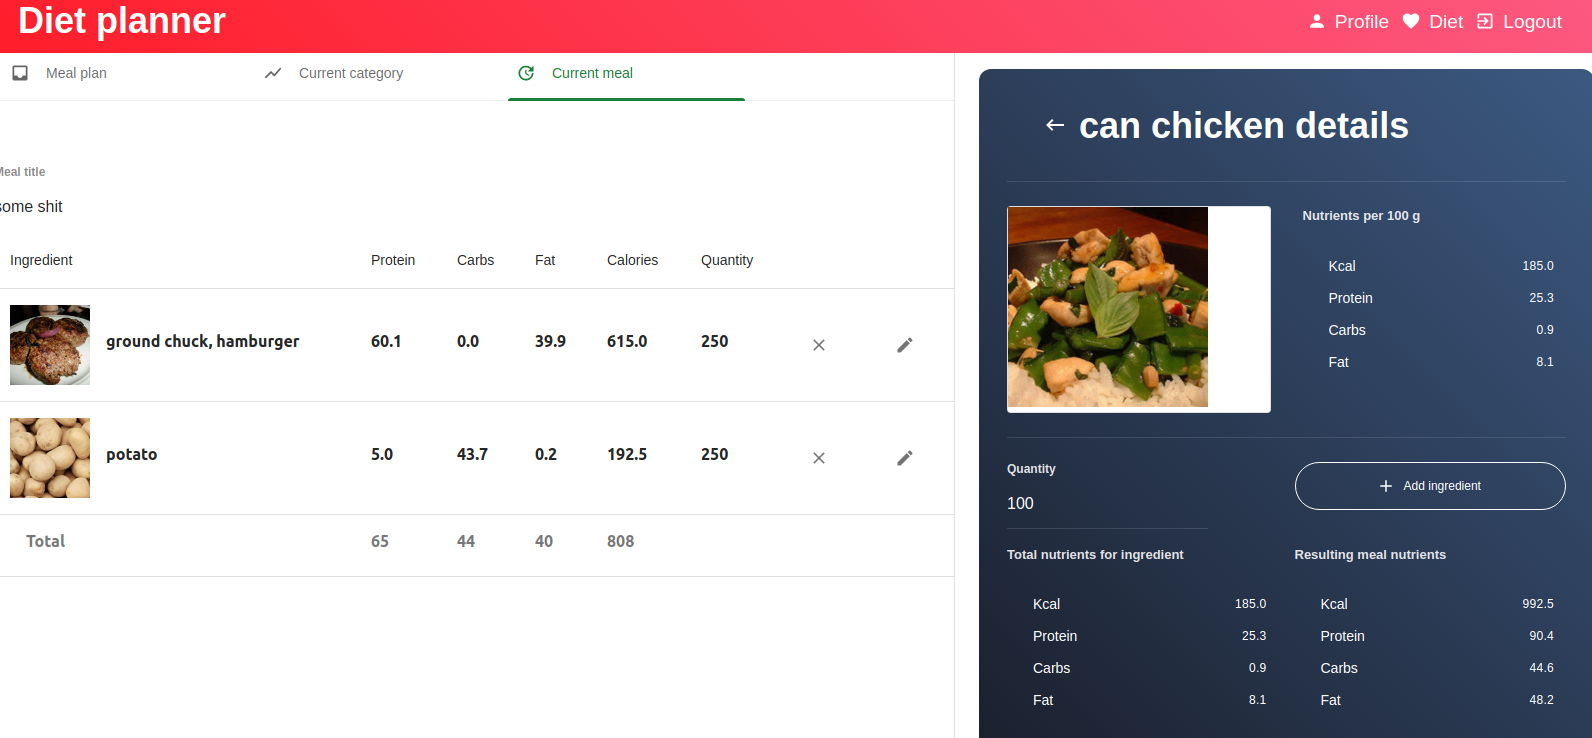 Diet planner
Profile Diet Logout
Meal plan Current category Current meal
Meal title
some shit
Ingredient Protein Carbs Fat Calories Quantity
ground chuck, hamburger 60.1 0.0 39.9 615.0 250
potato 5.0 43.7 0.2 192.5 250
Total 65 44 40 808
can chicken details
Nutrients per 100 g
Kcal 185.0
Protein 25.3
Carbs 0.9
Fat 8.1
Quantity
100
Add ingredient
Total nutrients for ingredient
Kcal 185.0
Protein 25.3
Carbs 0.9
Fat 8.1
Resulting meal nutrients
Kcal 992.5
Protein 90.4
Carbs 44.6
Fat 48.2